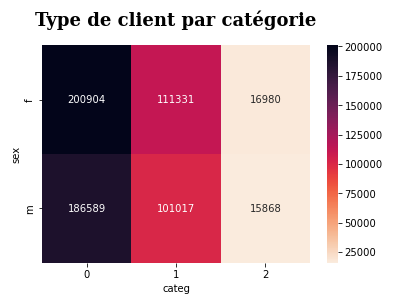 Type de client par catégorie
f
200904 111331 16980
m
186589 101017 15868
sex
0 1 2
categ
200000
175000
150000
125000
100000
75000
50000
25000